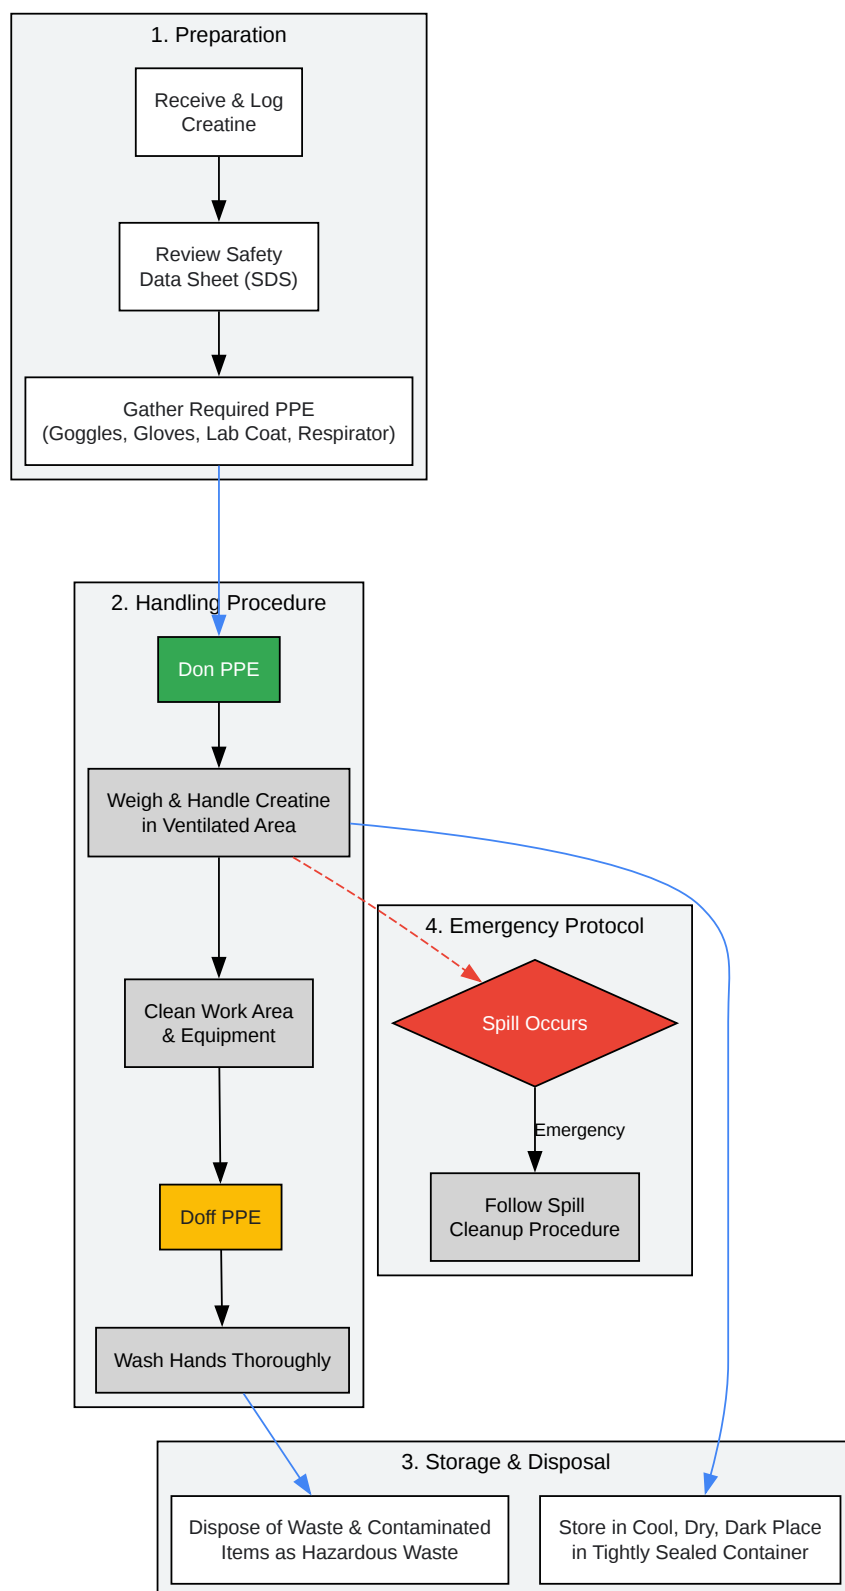 1. Preparation
Receive & Log
Creatine
Review Safety
Data Sheet (SDS)
Gather Required PPE
(Goggles, Gloves, Lab Coat, Respirator)
2. Handling Procedure
Don PPE
Weigh & Handle Creatine
in Ventilated Area
Clean Work Area
& Equipment
Doff PPE
Wash Hands Thoroughly
4. Emergency Protocol
Spill Occurs
Emergency
Follow Spill
Cleanup Procedure
3. Storage & Disposal
Dispose of Waste & Contaminated
Items as Hazardous Waste
Store in Cool, Dry, Dark Place
in Tightly Sealed Container